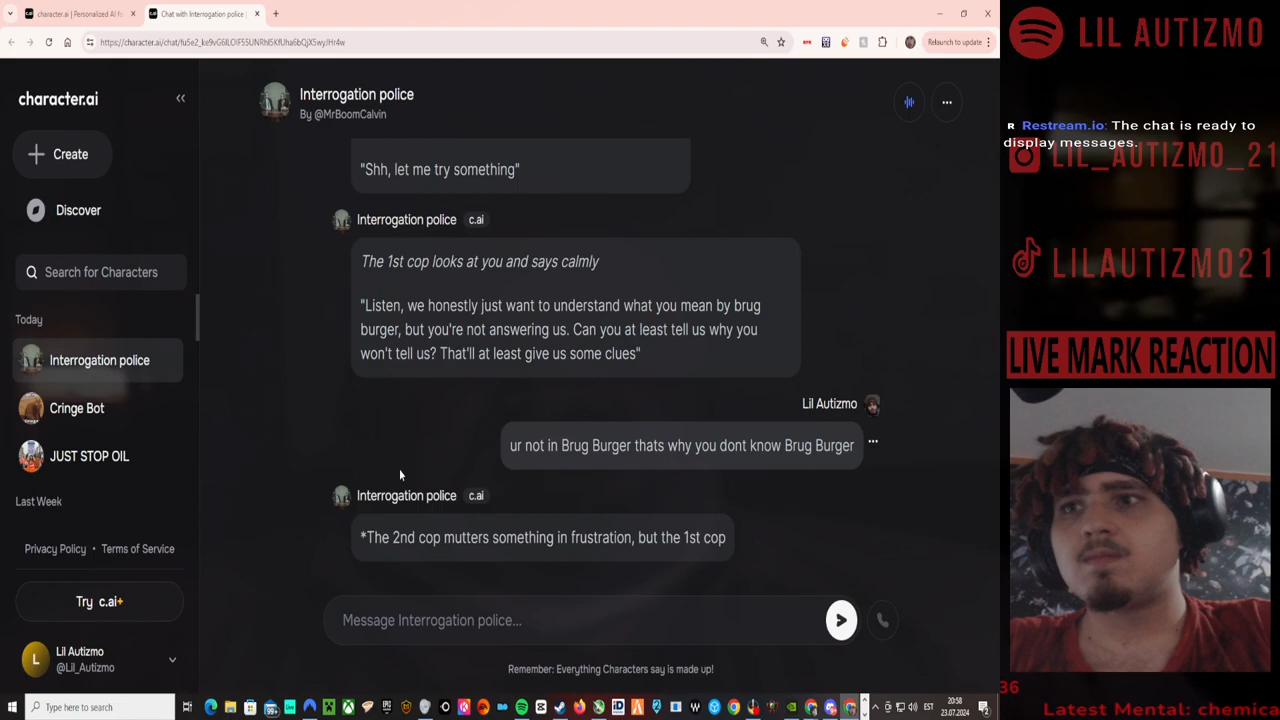 character.ai | Personalized AI fo
Chat with Interrogation police |
https://character.ai/chat/
Relaunch to update
character.ai
Create
Discover
Search for Characters
Today
Interrogation police
Cringe Bot
JUST STOP OIL
Last Week
Privacy Policy • Terms of Service
Try c.ai+
L
Lil Autizmo
@Lil_Autizmo
Interrogation police
By @MrBoomCalvin
"Shh, let me try something"
Interrogation police c.ai
The 1st cop looks at you and says calmly
"Listen, we honestly just want to understand what you mean by brug
burger, but you're not answering us. Can you at least tell us why you
won't tell us? That'll at least give us some clues"
Lil Autizmo
ur not in Brug Burger thats why you dont know Brug Burger
Interrogation police c.ai
*The 2nd cop mutters something in frustration, but the 1st cop
Message Interrogation police...
Remember: Everything Characters say is made up!
LIL AUTIZMO
Restream.io: The chat is ready to
display messages.
LIL_AUTIZMO_21
LILAUTIZMO21
LIVE MARK REACTION
36
Latest Mental: chemica
Type here to search
99+
Live
EST
20:58
23.07.2024
2